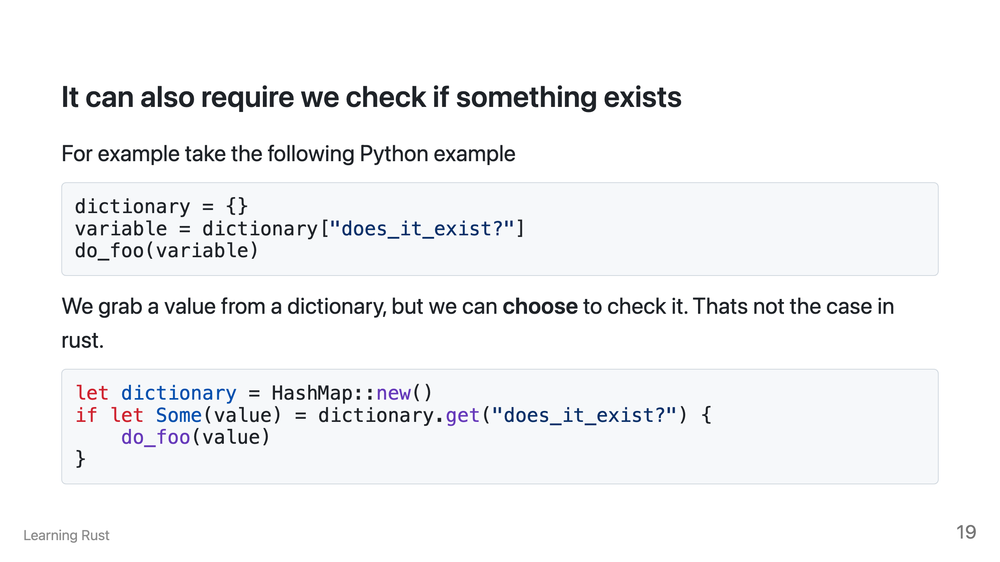 It can also require we check if something exists
For example take the following Python example
dictionary = {}
variable = dictionary["does_it_exist?"]
do_foo(variable)
We grab a value from a dictionary, but we can choose to check it. Thats not the case in
rust.
let dictionary = HashMap::new()
if let Some(value) = dictionary.get("does_it_exist?") {
    do_foo(value)
}
Learning Rust
19